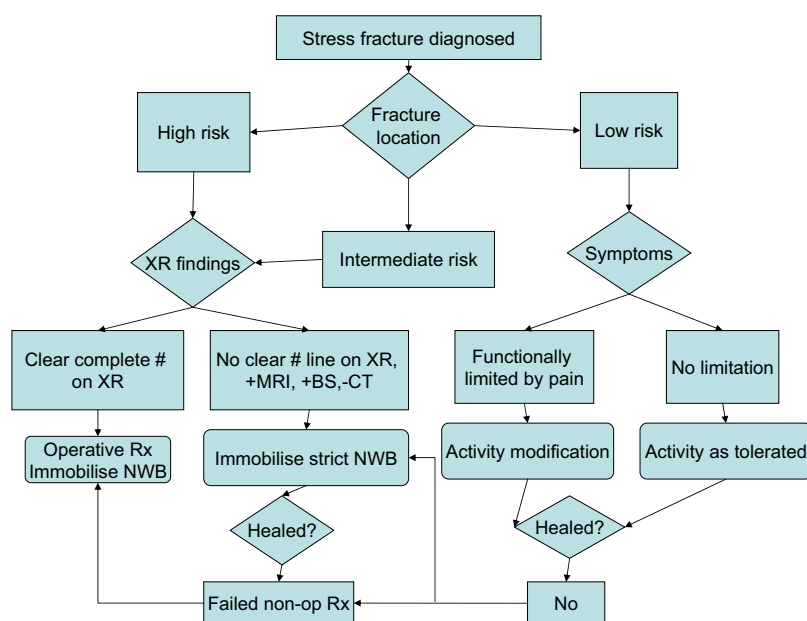 Stress fracture diagnosed
High risk
Fracture
location
Low risk
XR findings
Intermediate risk
Symptoms
Clear complete #
on XR
No clear # line on XR,
+MRI, +BS,-CT
Functionally
limited by pain
No limitation
Operative Rx
Immobilise NWB
Immobilise strict NWB
Activity modification
Activity as tolerated
Healed?
Healed?
Failed non-op Rx
No